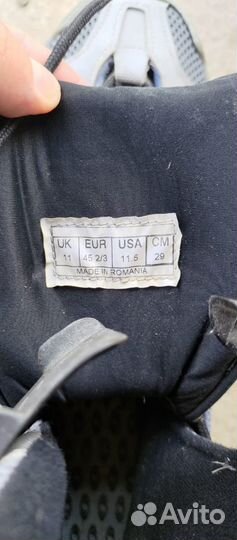 UK EUR USA CM
11 45 2/3 11.5 29
MADE IN ROMANIA
Avito